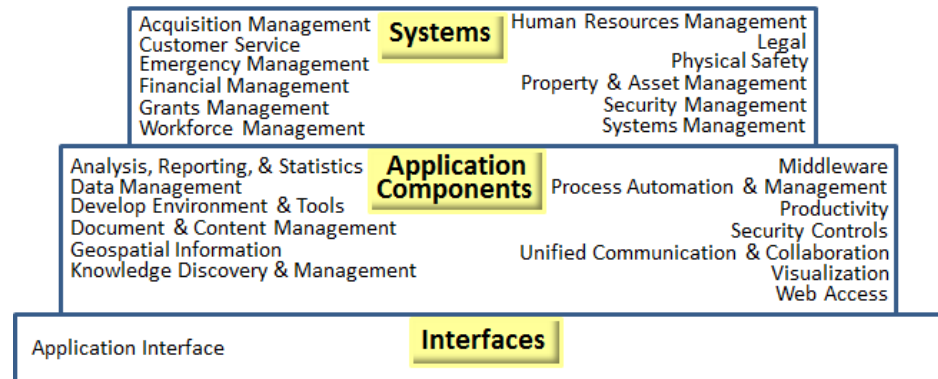 Systems
Acquisition Management
Customer Service
Emergency Management
Financial Management
Grants Management
Workforce Management
Human Resources Management
Legal
Physical Safety
Property & Asset Management
Security Management
Systems Management
Application
Components
Analysis, Reporting, & Statistics
Data Management
Develop Environment & Tools
Document & Content Management
Geospatial Information
Knowledge Discovery & Management
Middleware
Process Automation & Management
Productivity
Security Controls
Unified Communication & Collaboration
Visualization
Web Access
Interfaces
Application Interface